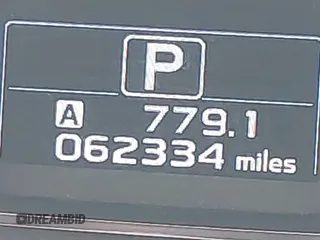 P
A 779.1
062334 miles
DREAMBID